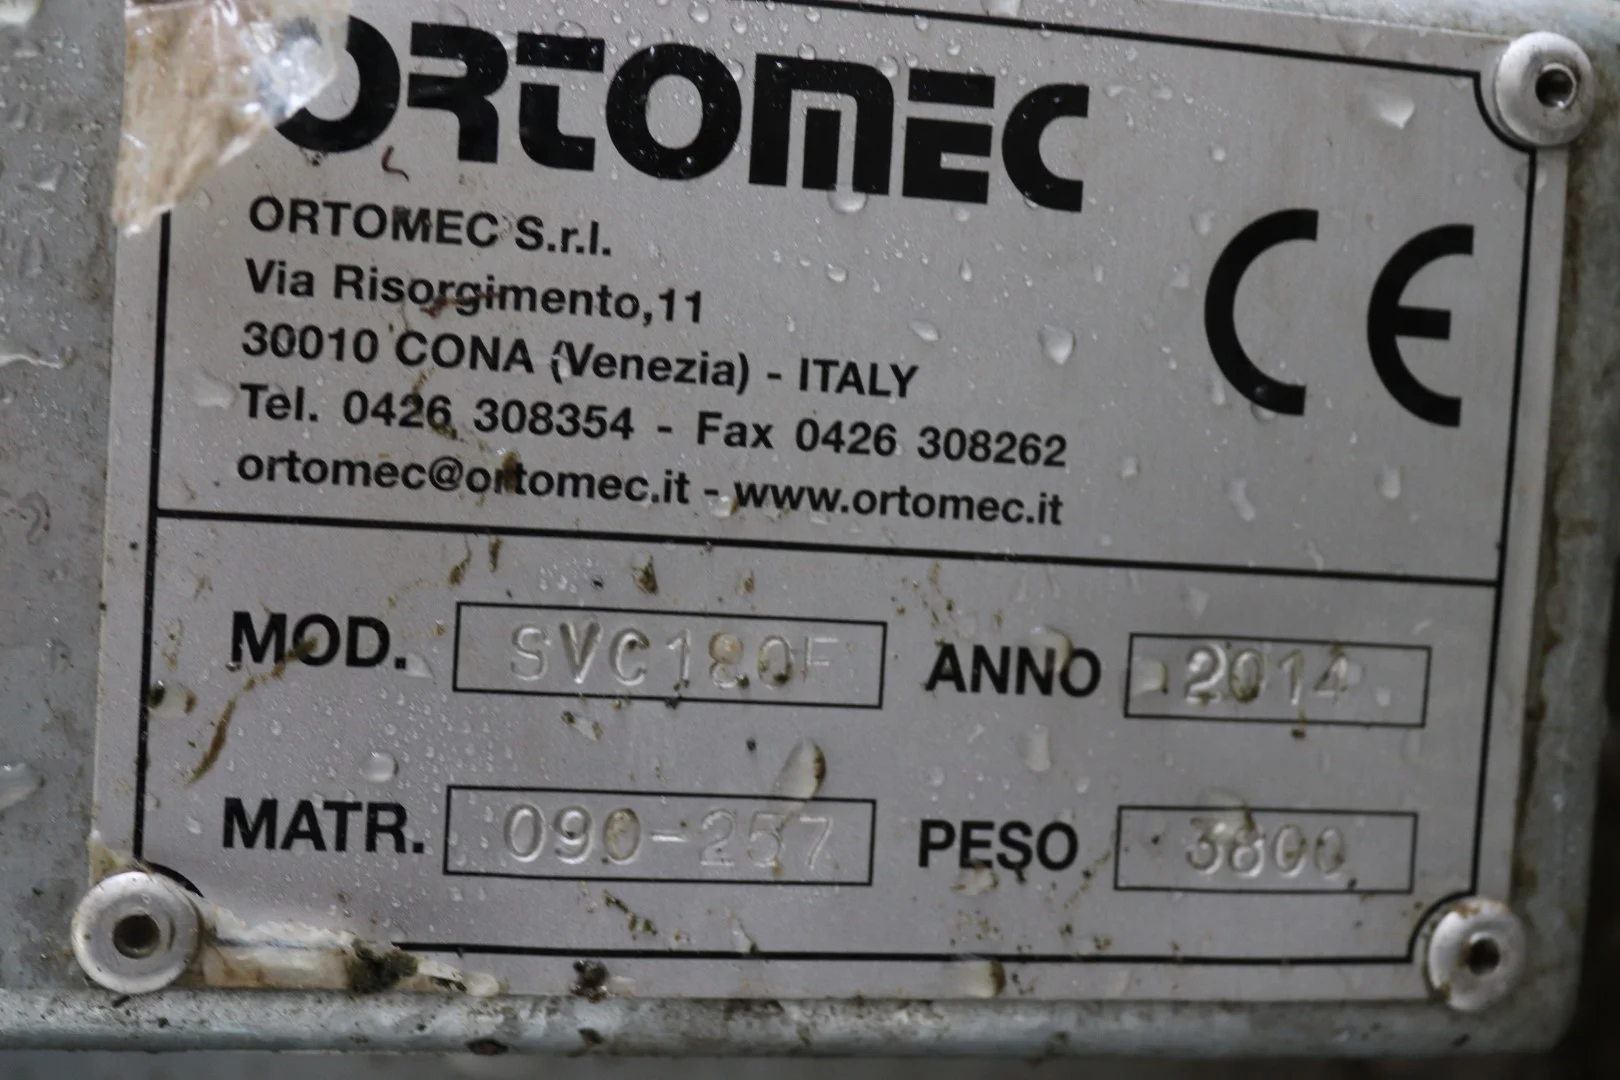 ORTOMEC
ORTOMEC S.r.l.
Via Risorgimento,11
30010 CONA (Venezia) - ITALY
Tel. 0426 308354 - Fax 0426 308262
ortomec@ortomec.it - www.ortomec.it
CE
MOD. SVC180F ANNO 2014
MATR. 090-257 PESO 3800